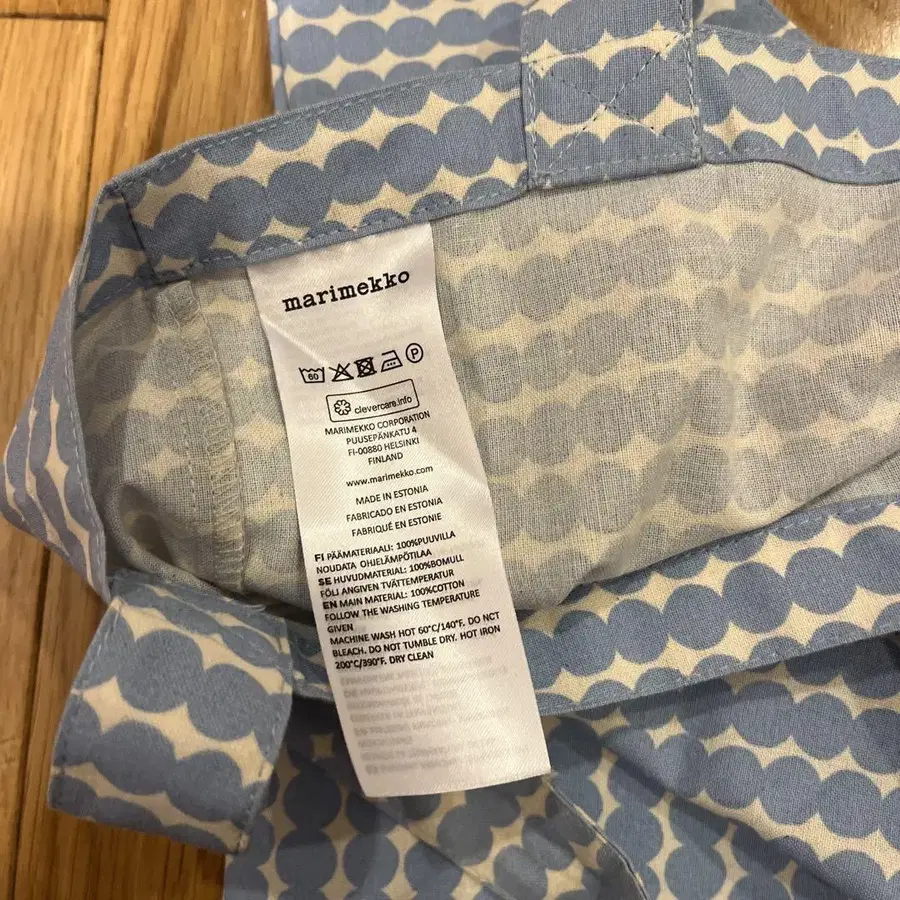 marimekko
60 P
clevercare.info
MARIMEKKO CORPORATION
PUUSEPÄNKATU 4
FI-00880 HELSINKI
FINLAND
www.marimekko.com
MADE IN ESTONIA
FABRICADO EN ESTONIA
FABRIQUÉ EN ESTONIE
FI PÄÄMATERIAALI: 100%PUUVILLA
NOUDATA OHJELÄMPÖTILAA
SE HUVUDMATERIAL: 100%BOMULL
FÖLJ ANGIVEN TVÄTTEMPERATUR
EN MAIN MATERIAL: 100%COTTON
FOLLOW THE WASHING TEMPERATURE
GIVEN
MACHINE WASH HOT 60°C/140°F. DO NOT
BLEACH. DO NOT TUMBLE DRY. HOT IRON
200°C/390°F. DRY CLEAN